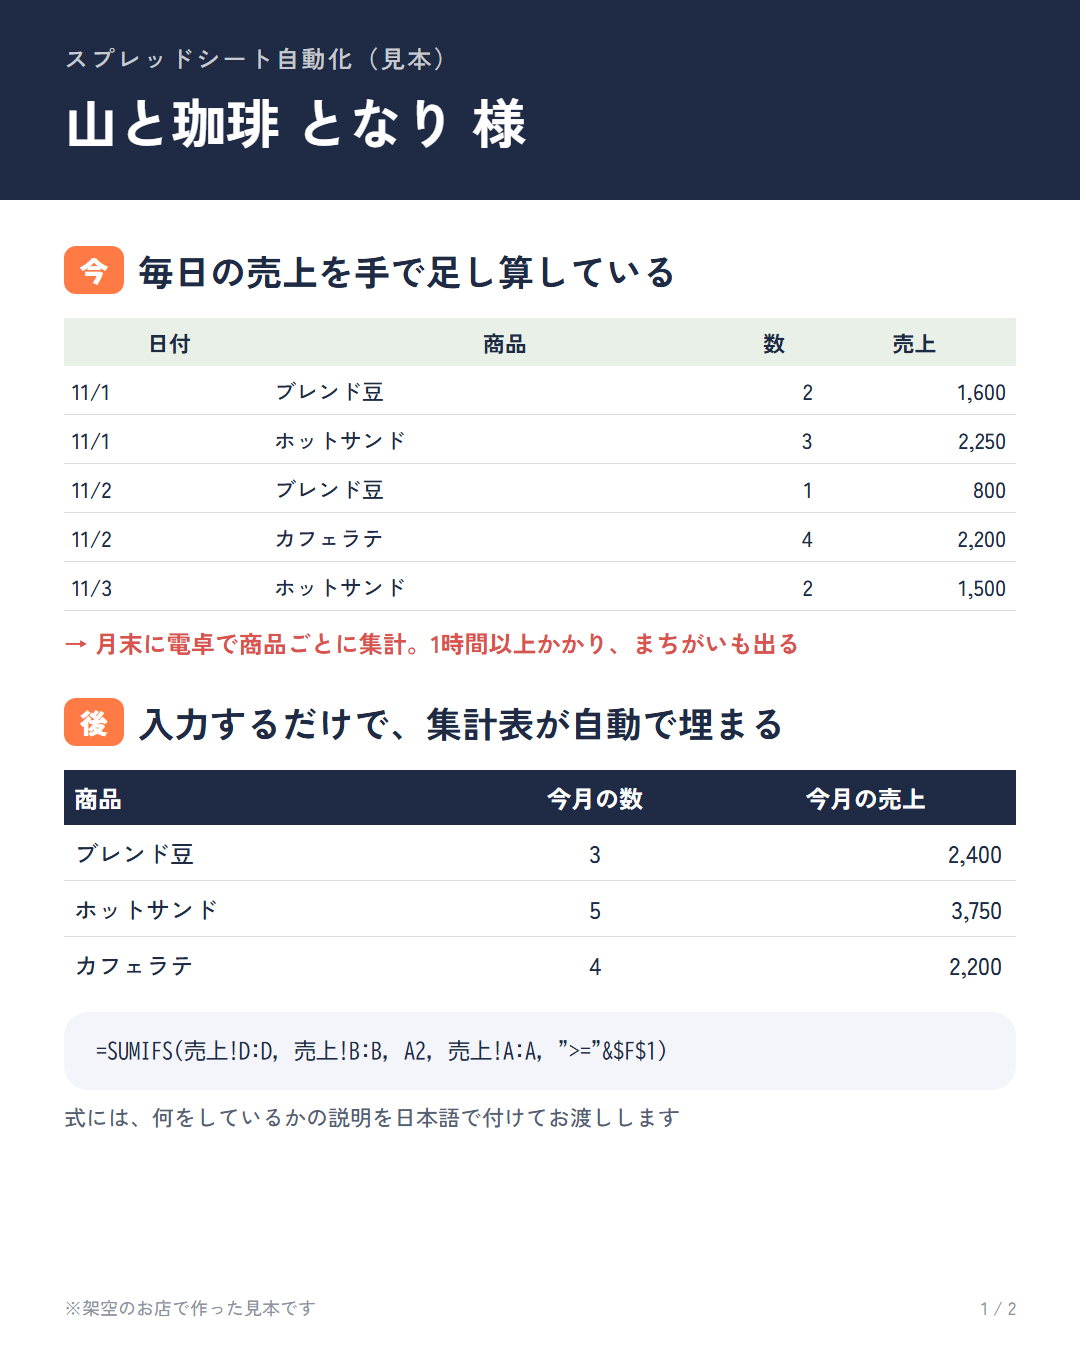 スプレッドシート自動化（見本）
山と珈琲 となり 様
今 毎日の売上を手で足し算している
日付 商品 数 売上
11/1 ブレンド豆 2 1,600
11/1 ホットサンド 3 2,250
11/2 ブレンド豆 1 800
11/2 カフェラテ 4 2,200
11/3 ホットサンド 2 1,500
→ 月末に電卓で商品ごとに集計。1時間以上かかり、まちがいも出る
後 入力するだけで、集計表が自動で埋まる
商品 今月の数 今月の売上
ブレンド豆 3 2,400
ホットサンド 5 3,750
カフェラテ 4 2,200
=SUMIFS(売上!D:D, 売上!B:B, A2, 売上!A:A, ”>=”&$F$1)
式には、何をしているかの説明を日本語で付けてお渡しします
※架空のお店で作った見本です
1 / 2